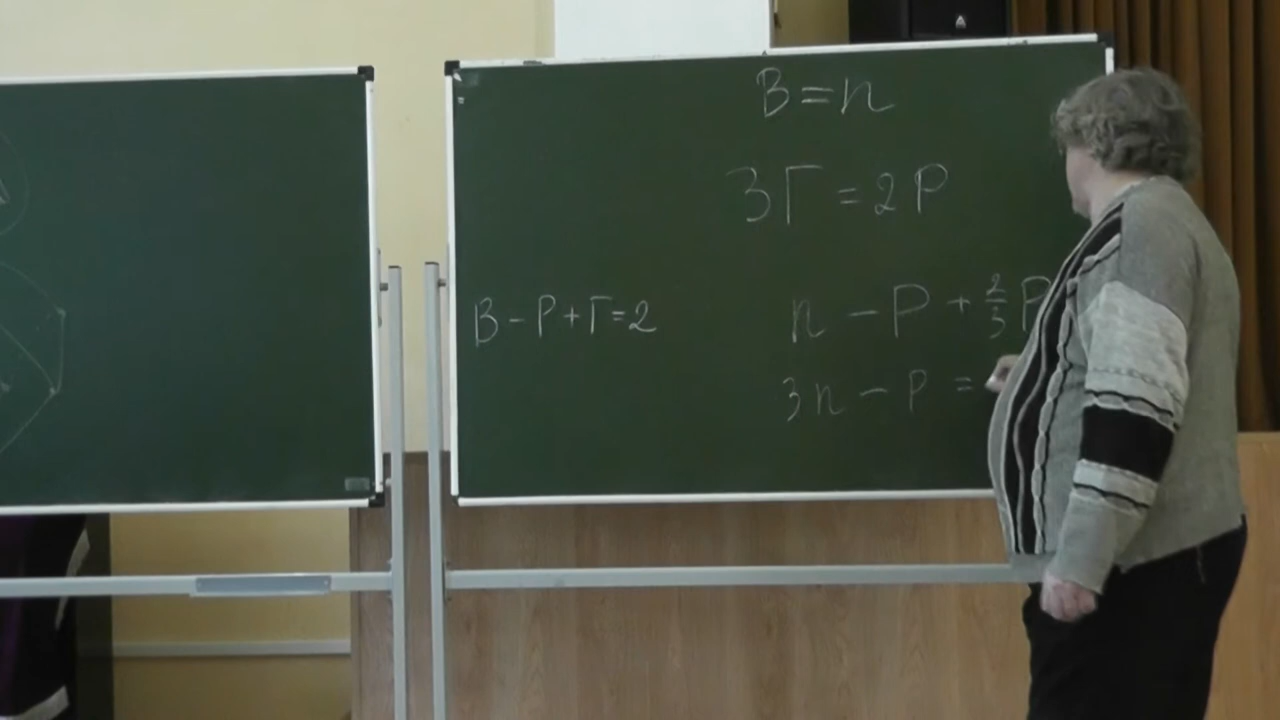 В = n
3Г = 2Р
В - Р + Г = 2
n - Р + 2/3 Р
3n - Р =